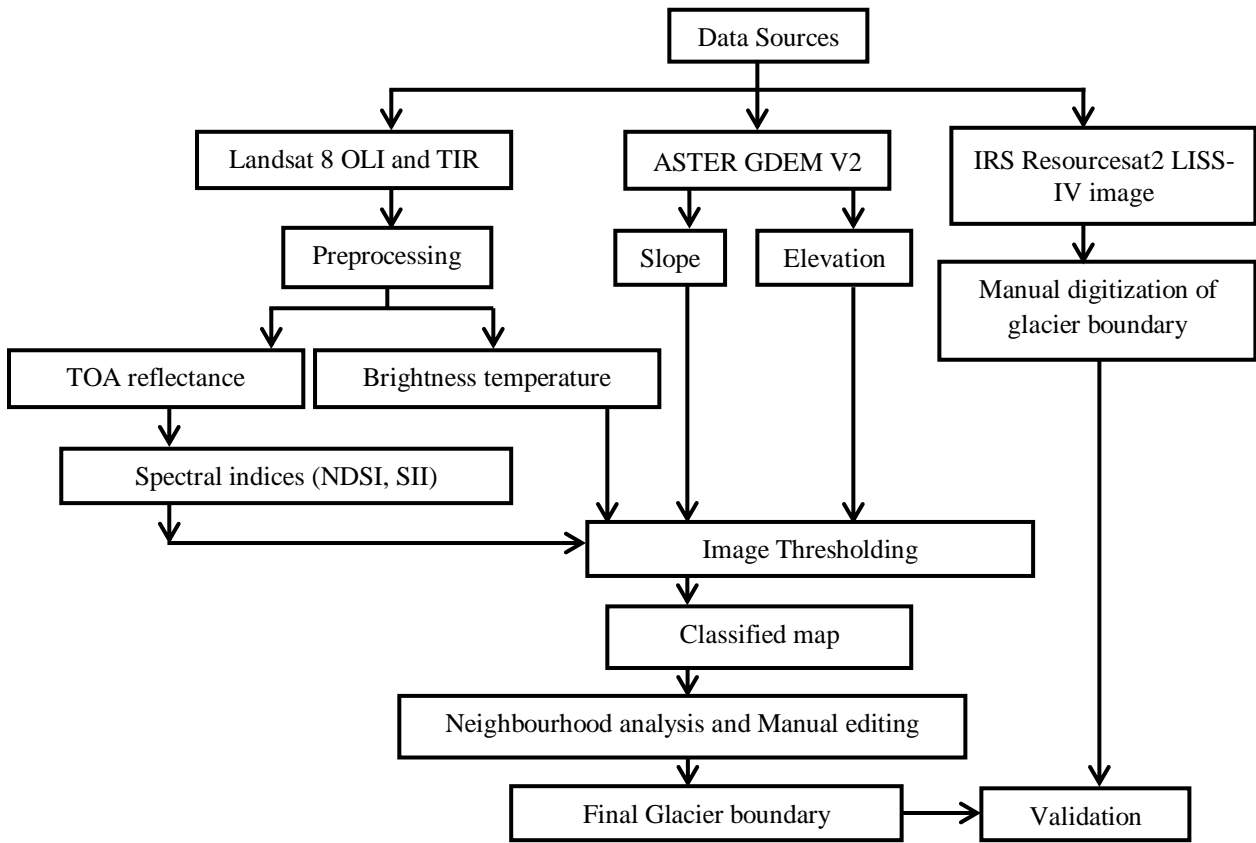 Data Sources
Landsat 8 OLI and TIR
ASTER GDEM V2
IRS Resourcesat2 LISS-
IV image
Preprocessing
Slope
Elevation
Manual digitization of
glacier boundary
TOA reflectance
Brightness temperature
Spectral indices (NDSI, SII)
Image Thresholding
Classified map
Neighbourhood analysis and Manual editing
Final Glacier boundary
Validation